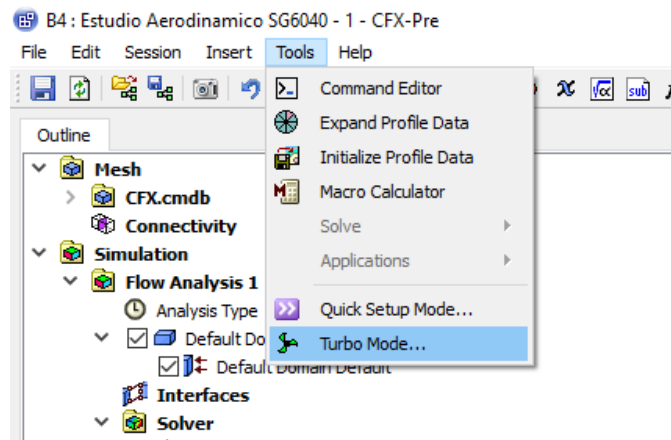 B4 : Estudio Aerodinamico SG6040 - 1 - CFX-Pre
File Edit Session Insert Tools Help
Command Editor
Expand Profile Data
Initialize Profile Data
Macro Calculator
Solve
Applications
Quick Setup Mode...
Turbo Mode...
Outline
Mesh
CFX.cmdb
Connectivity
Simulation
Flow Analysis 1
Analysis Type
Default Do
Default Domain Default
Interfaces
Solver